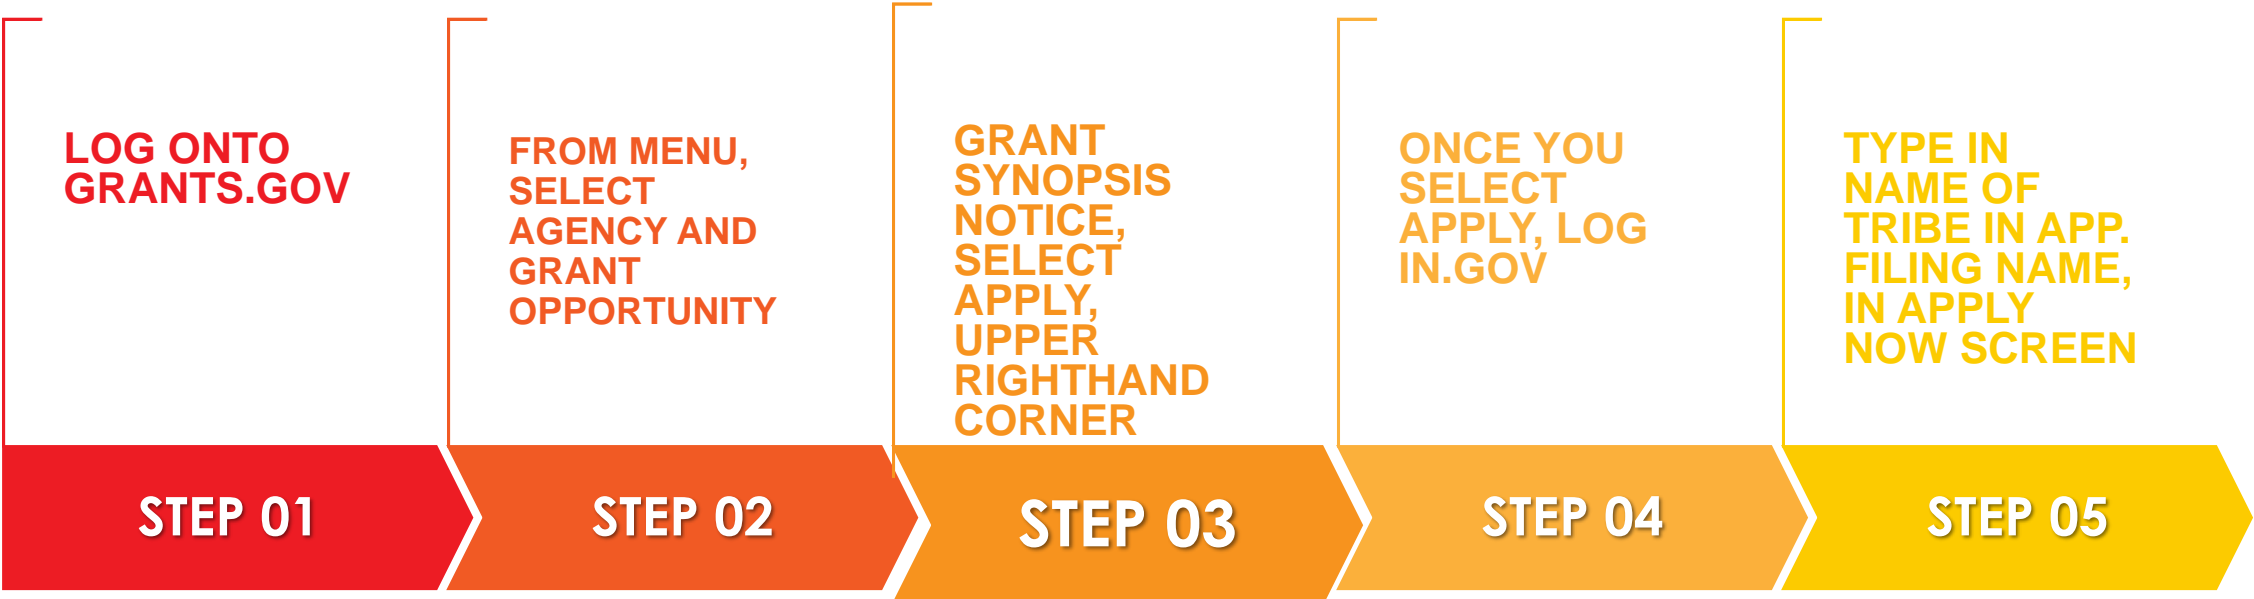 LOG ONTO
GRANTS.GOV
STEP 01
FROM MENU,
SELECT
AGENCY AND
GRANT
OPPORTUNITY
STEP 02
GRANT
SYNOPSIS
NOTICE,
SELECT
APPLY,
UPPER
RIGHTHAND
CORNER
STEP 03
ONCE YOU
SELECT
APPLY, LOG
IN.GOV
STEP 04
TYPE IN
NAME OF
TRIBE IN APP.
FILING NAME,
IN APPLY
NOW SCREEN
STEP 05